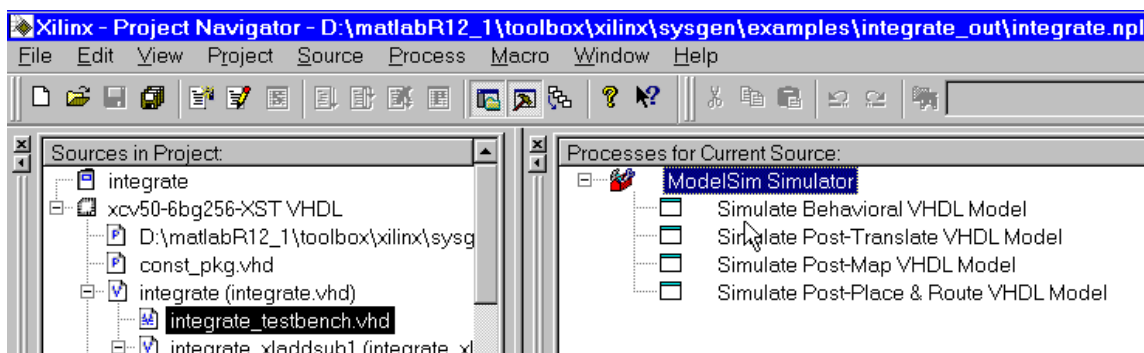 Xilinx - Project Navigator - D:\matlabR12_1\toolbox\xilinx\sysgen\examples\integrate_out\integrate.npl
File Edit View Project Source Process Macro Window Help
Sources in Project:
integrate
xcv50-6bg256-XST VHDL
D:\matlabR12_1\toolbox\xilinx\sysg
const_pkg.vhd
integrate (integrate.vhd)
integrate_testbench.vhd
integrate_xladdsub1 (integrate_xl
Processes for Current Source:
ModelSim Simulator
Simulate Behavioral VHDL Model
Simulate Post-Translate VHDL Model
Simulate Post-Map VHDL Model
Simulate Post-Place & Route VHDL Model